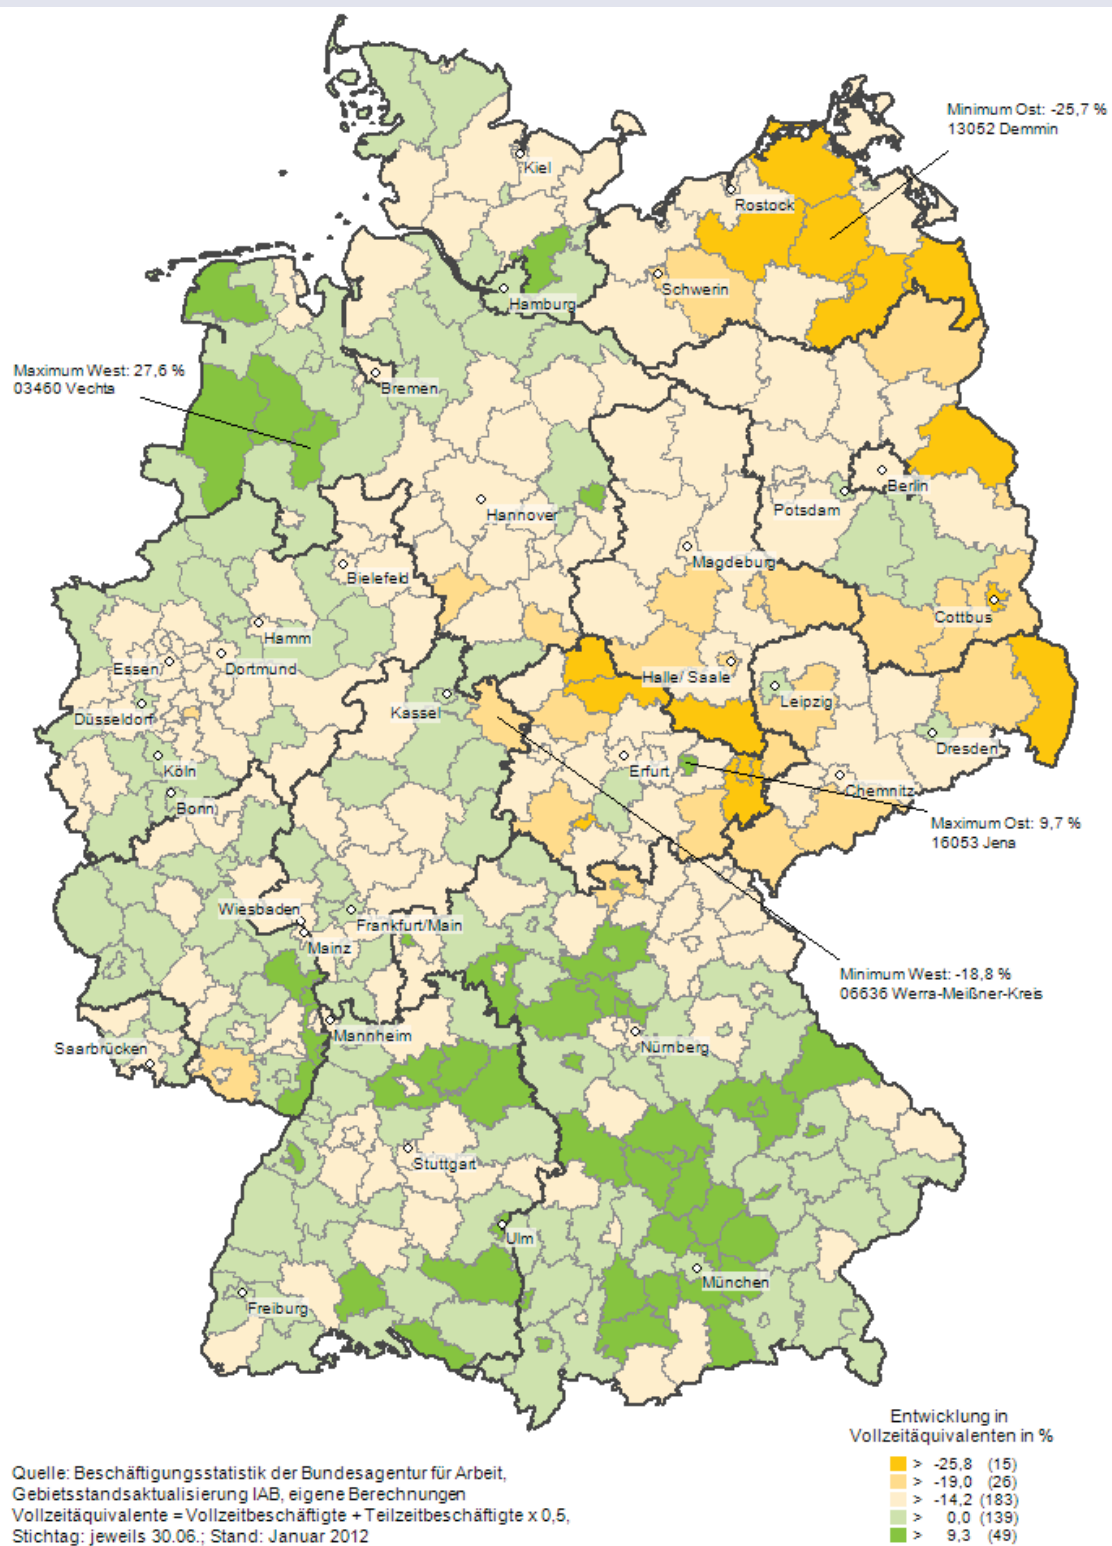 Minimum Ost: -25,7 %
13052 Demmin
Kiel
Rostock
Schwerin
Hamburg
Maximum West: 27,6 %
03460 Vechta
Bremen
Berlin
Potsdam
Hannover
Magdeburg
Bielefeld
Cottbus
Hamm
Essen
Dortmund
Halle/ Saale
Leipzig
Kassel
Düsseldorf
Dresden
Köln
Erfurt
Chemnitz
Bonn
Maximum Ost: 9,7 %
16053 Jena
Wiesbaden
Frankfurt/Main
Mainz
Minimum West: -18,8 %
06636 Werra-Meißner-Kreis
Mannheim
Nürnberg
Saarbrücken
Stuttgart
Ulm
München
Freiburg
Entwicklung in
Vollzeitäquivalenten in %
> -25,8 (15)
> -19,0 (26)
> -14,2 (183)
> 0,0 (139)
> 9,3 (49)
Quelle: Beschäftigungsstatistik der Bundesagentur für Arbeit,
Gebietsstandsaktualisierung IAB, eigene Berechnungen
Vollzeitäquivalente = Vollzeitbeschäftigte + Teilzeitbeschäftigte x 0,5,
Stichtag: jeweils 30.06.; Stand: Januar 2012